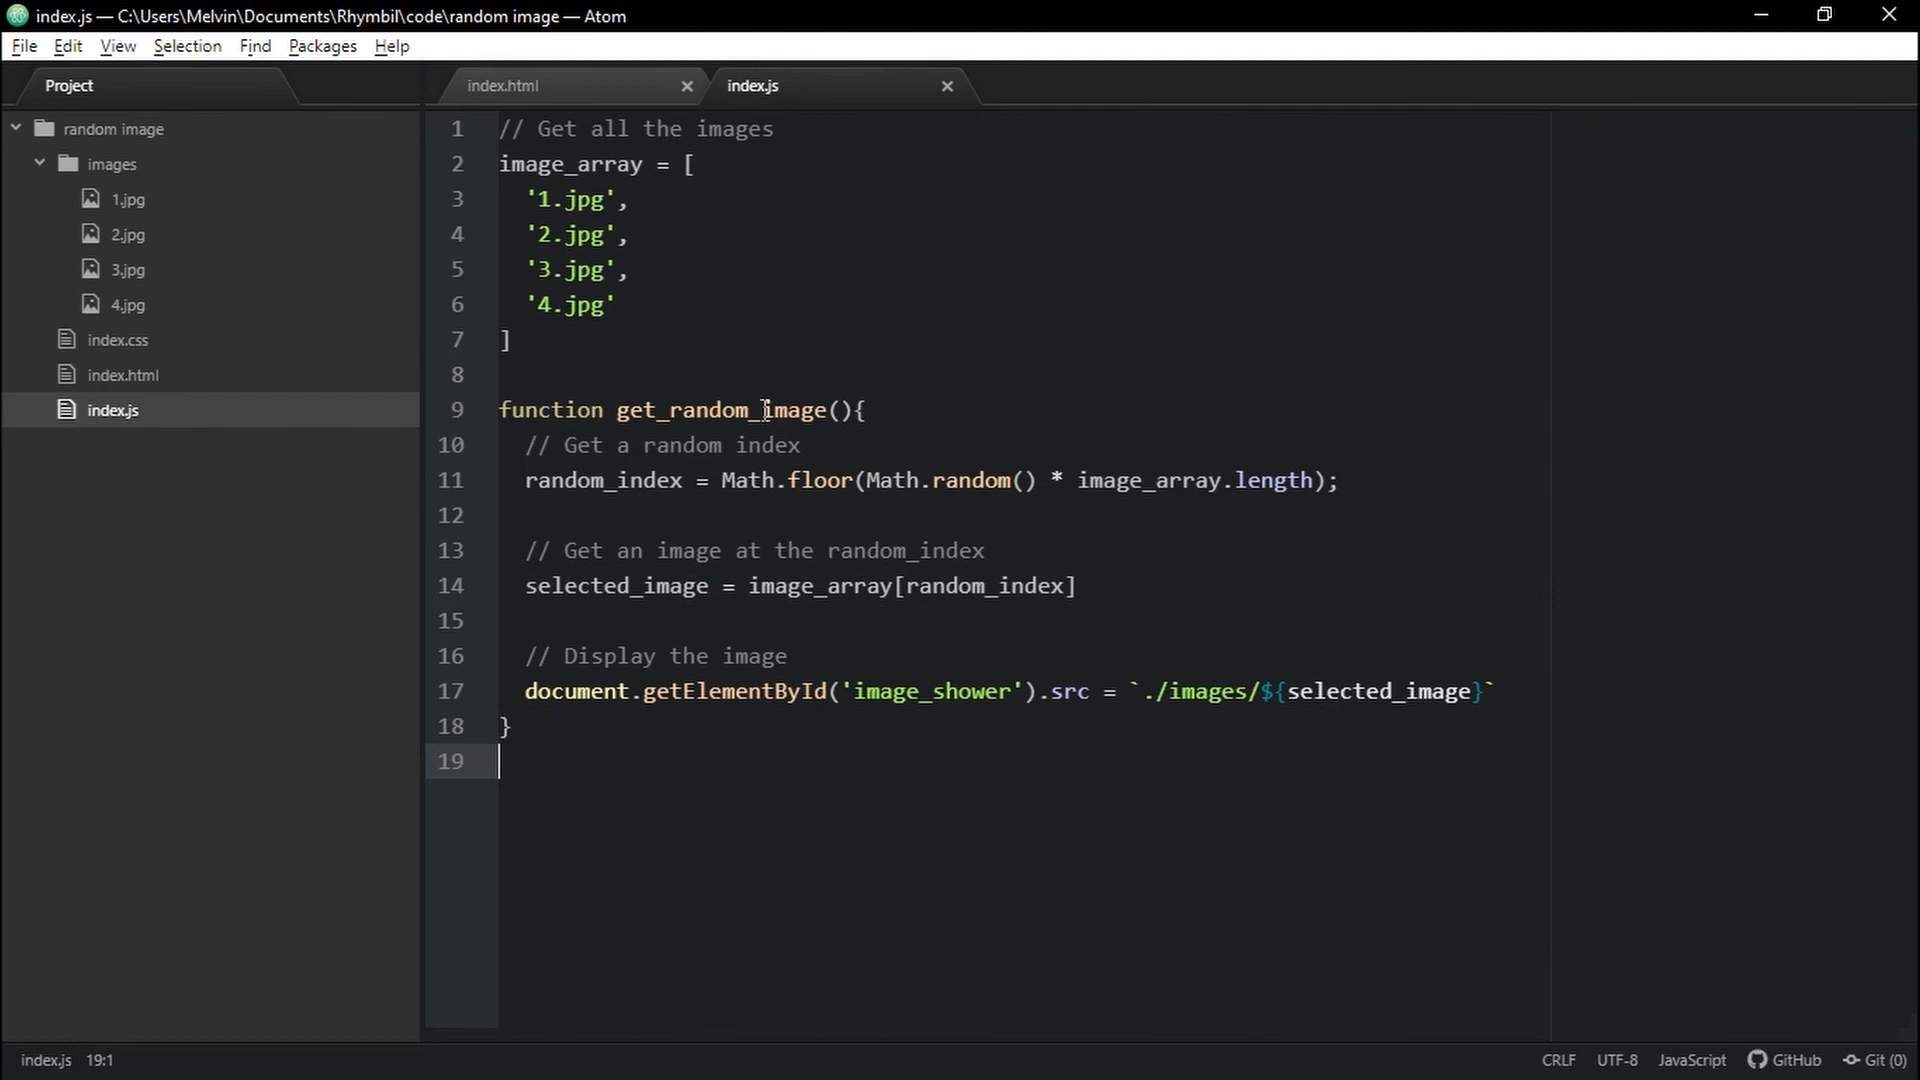 index.js — C:\Users\Melvin\Documents\Rhymbil\code\random image — Atom
File Edit View Selection Find Packages Help
Project
index.html
index.js
random image
images
1.jpg
2.jpg
3.jpg
4.jpg
index.css
index.html
index.js
1 // Get all the images
2 image_array = [
3   '1.jpg',
4   '2.jpg',
5   '3.jpg',
6   '4.jpg'
7 ]
8
9 function get_random_image(){
10   // Get a random index
11   random_index = Math.floor(Math.random() * image_array.length);
12
13   // Get an image at the random_index
14   selected_image = image_array[random_index]
15
16   // Display the image
17   document.getElementById('image_shower').src = `./images/${selected_image}`
18 }
19
index.js 19:1
CRLF UTF-8 JavaScript GitHub Git (0)